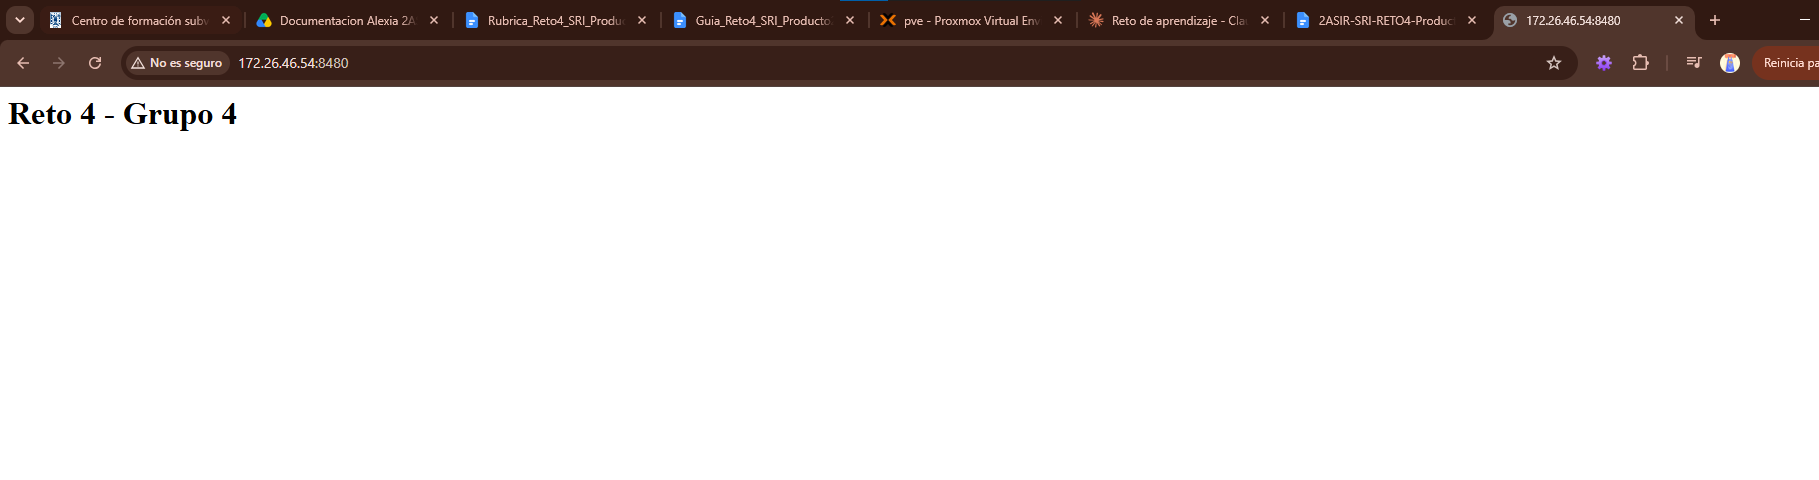 Centro de formación subv
Documentacion Alexia 2A
Rubrica_Reto4_SRI_Produc
Guia_Reto4_SRI_Producto
pve - Proxmox Virtual Env
Reto de aprendizaje - Cla
2ASIR-SRI-RETO4-Produc
172.26.46.54:8480
No es seguro
172.26.46.54:8480
Reinicia pa
Reto 4 - Grupo 4